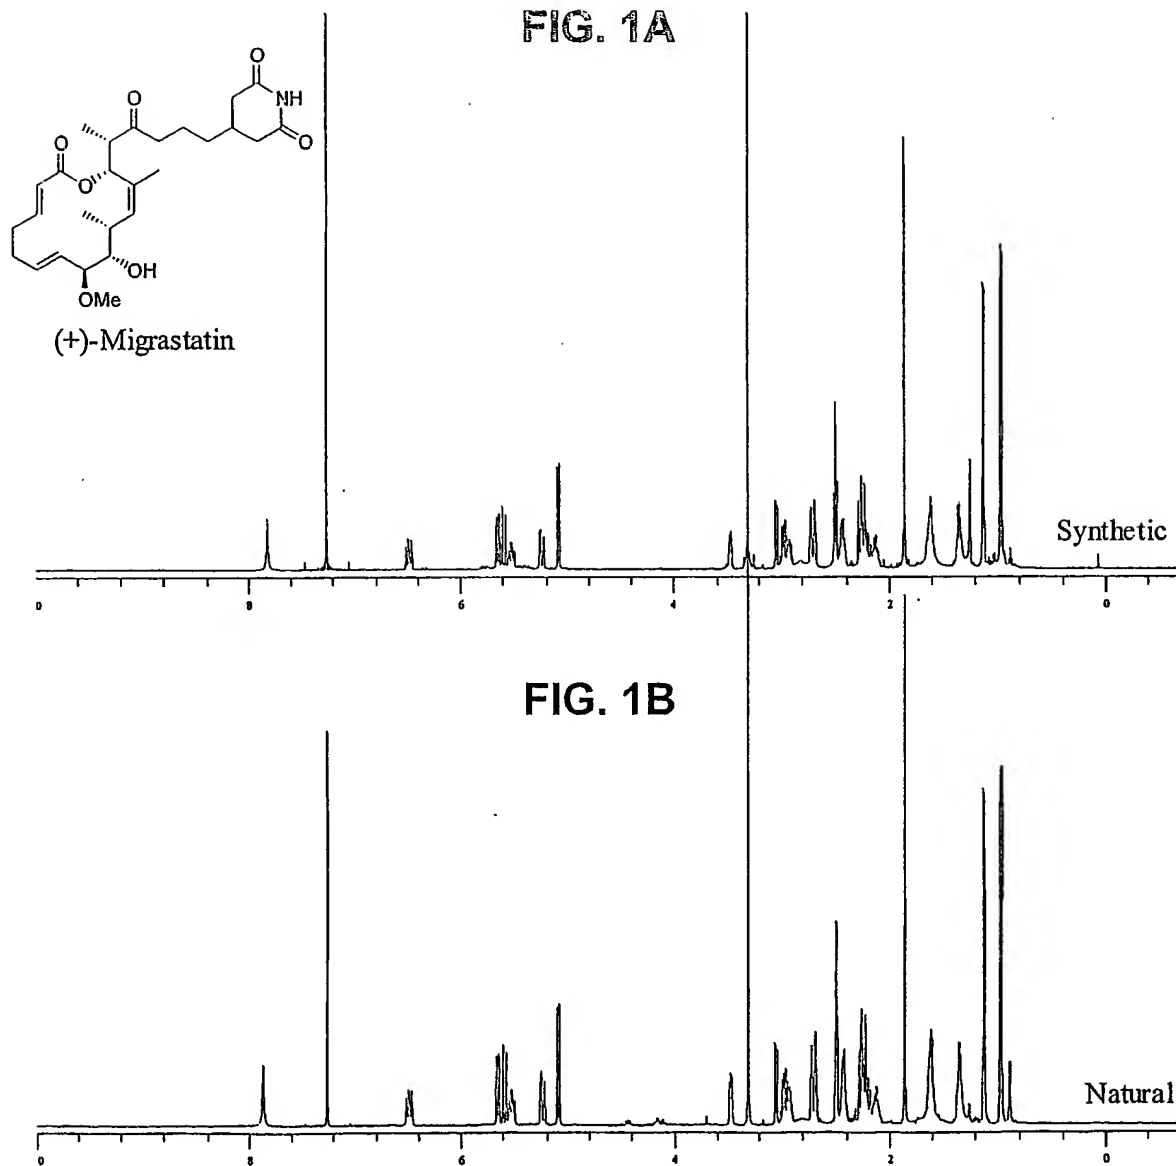 FIG. 1A
O
NH
O
O
O
O
OH
OMe
(+)-Migrastatin
Synthetic
0 8 6 4 2 0
FIG. 1B
Natural
0 8 6 4 2 0